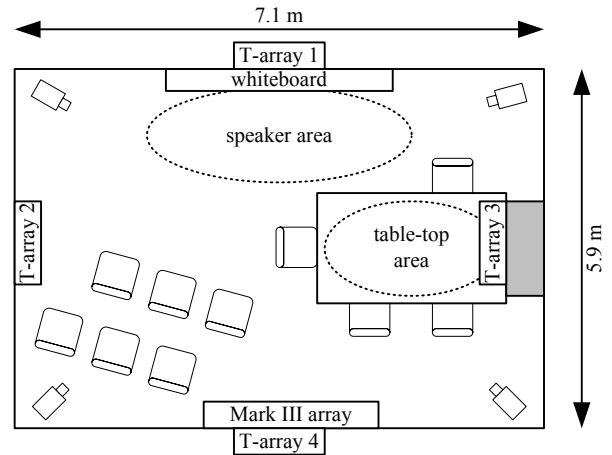 7.1 m
T-array 1
whiteboard
speaker area
T-array 2
table-top
area
T-array 3
5.9 m
Mark III array
T-array 4